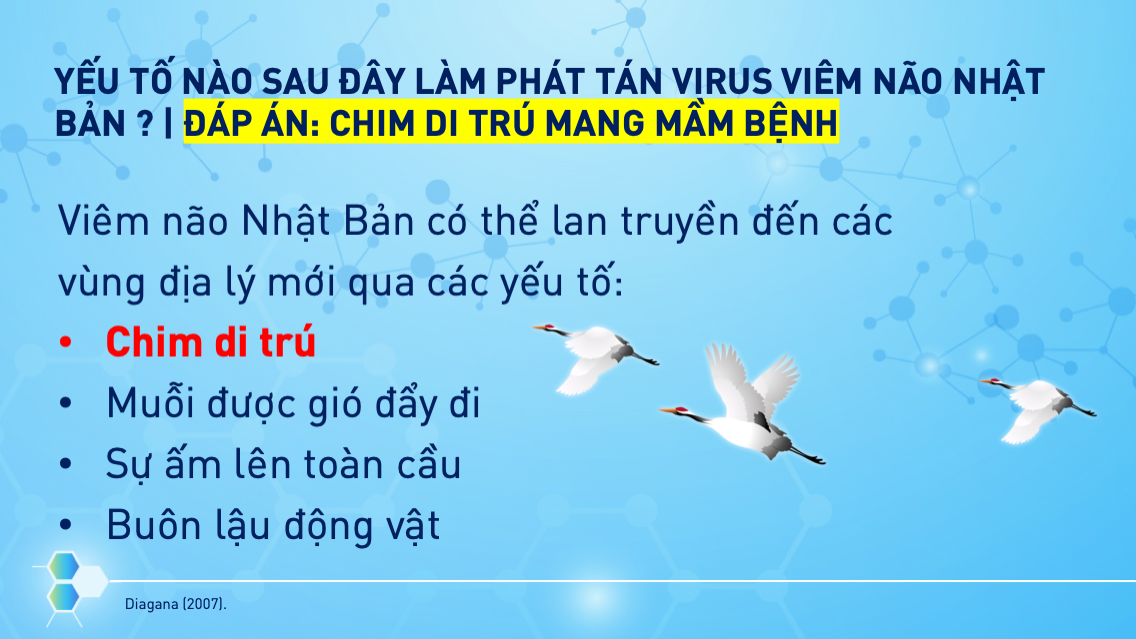 YẾU TỐ NÀO SAU ĐÂY LÀM PHÁT TÁN VIRUS VIÊM NÃO NHẬT
BẢN ? | ĐÁP ÁN: CHIM DI TRÚ MANG MẦM BỆNH
Viêm não Nhật Bản có thể lan truyền đến các
vùng địa lý mới qua các yếu tố:
• Chim di trú
• Muỗi được gió đẩy đi
• Sự ấm lên toàn cầu
• Buôn lậu động vật
Diagana (2007).